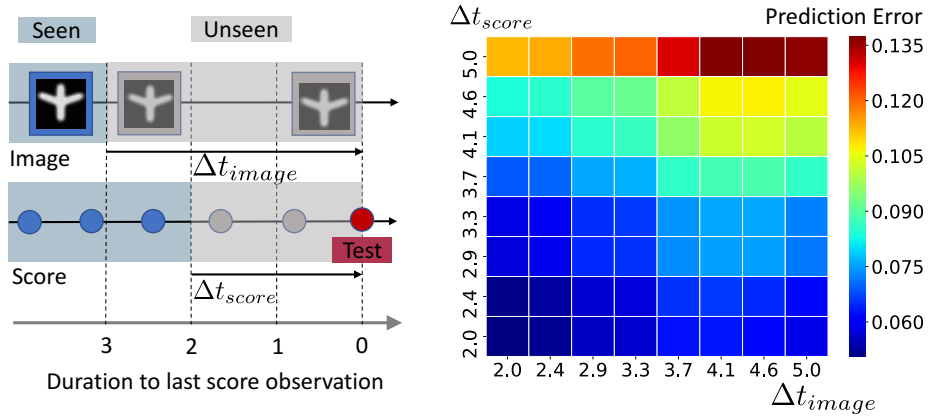 Seen
Unseen
Image
Δt_image
Score
Test
Δt_score
3 2 1 0
Duration to last score observation
Δt_score
Prediction Error
5.0
4.6
4.1
3.7
3.3
2.9
2.4
2.0
2.0 2.4 2.9 3.3 3.7 4.1 4.6 5.0
Δt_image
0.135
0.120
0.105
0.090
0.075
0.060